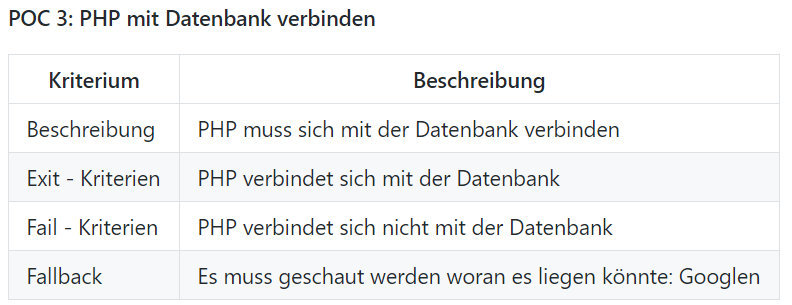 POC 3: PHP mit Datenbank verbinden
Kriterium Beschreibung
Beschreibung PHP muss sich mit der Datenbank verbinden
Exit - Kriterien PHP verbindet sich mit der Datenbank
Fail - Kriterien PHP verbindet sich nicht mit der Datenbank
Fallback Es muss geschaut werden woran es liegen könnte: Googlen